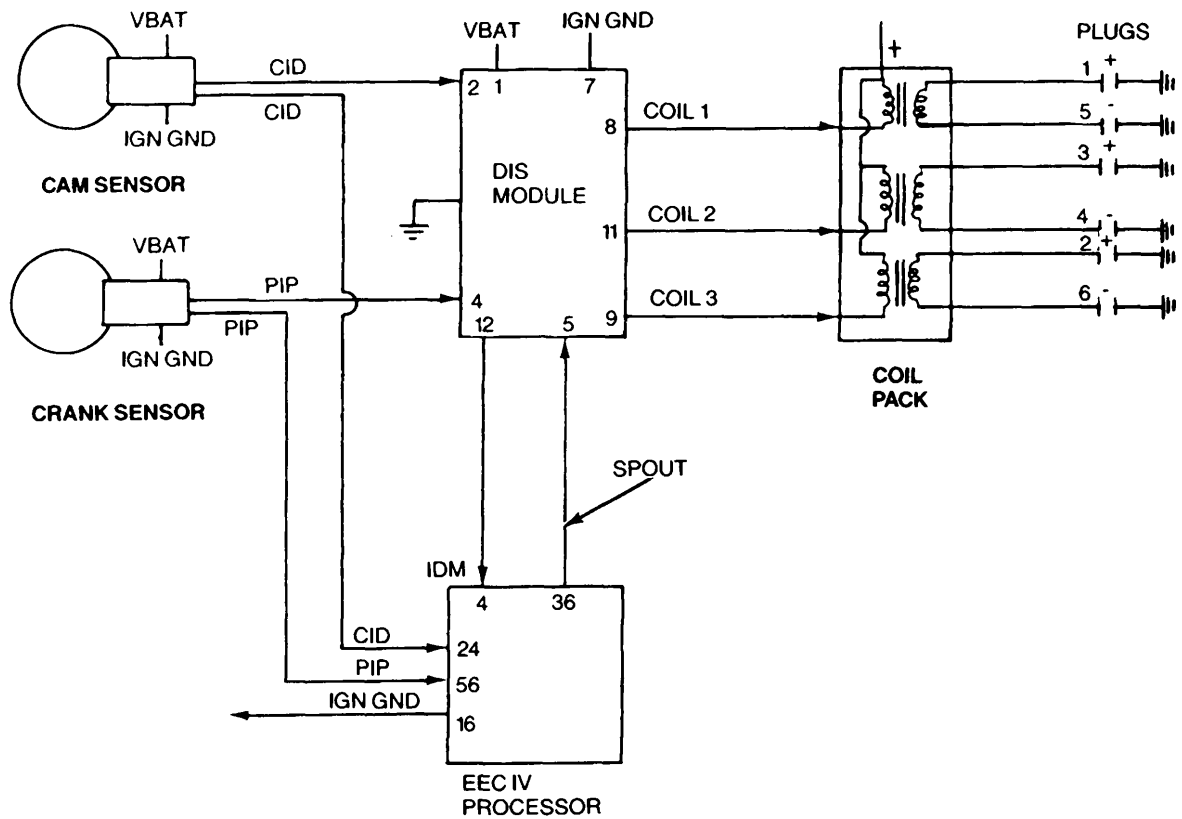 VBAT
CID
CID
IGN GND
CAM SENSOR
VBAT
PIP
PIP
IGN GND
CRANK SENSOR
VBAT
IGN GND
2 1 7
8
DIS
MODULE
11
4
12 5 9
COIL 1
COIL 2
COIL 3
+
COIL
PACK
PLUGS
1 +
5 -
3 +
4 -
2 +
6 -
SPOUT
IDM
4 36
CID
24
PIP
56
IGN GND
16
EEC IV
PROCESSOR